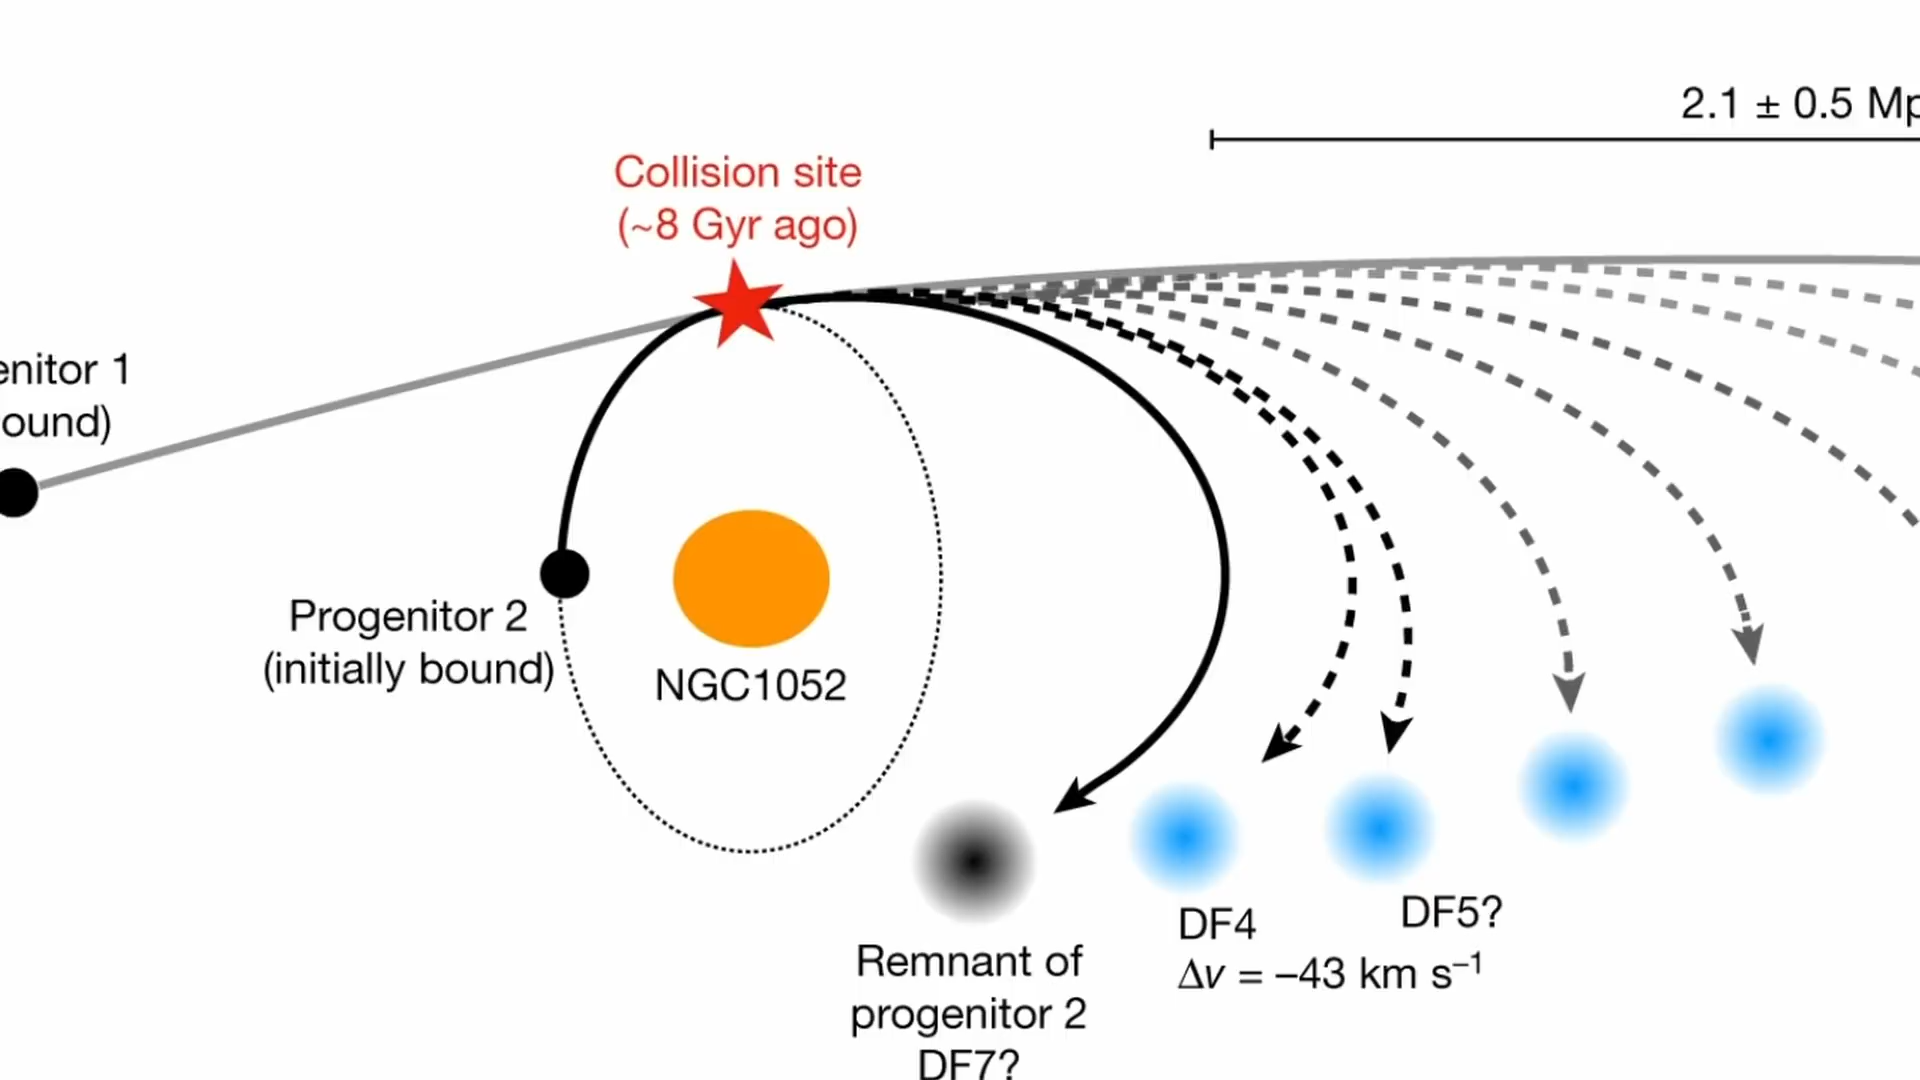 2.1 ± 0.5 Mp
Collision site
(~8 Gyr ago)
enitor 1
ound)
Progenitor 2
(initially bound)
NGC1052
DF5?
DF4
Δv = –43 km s⁻¹
Remnant of
progenitor 2
DF7?